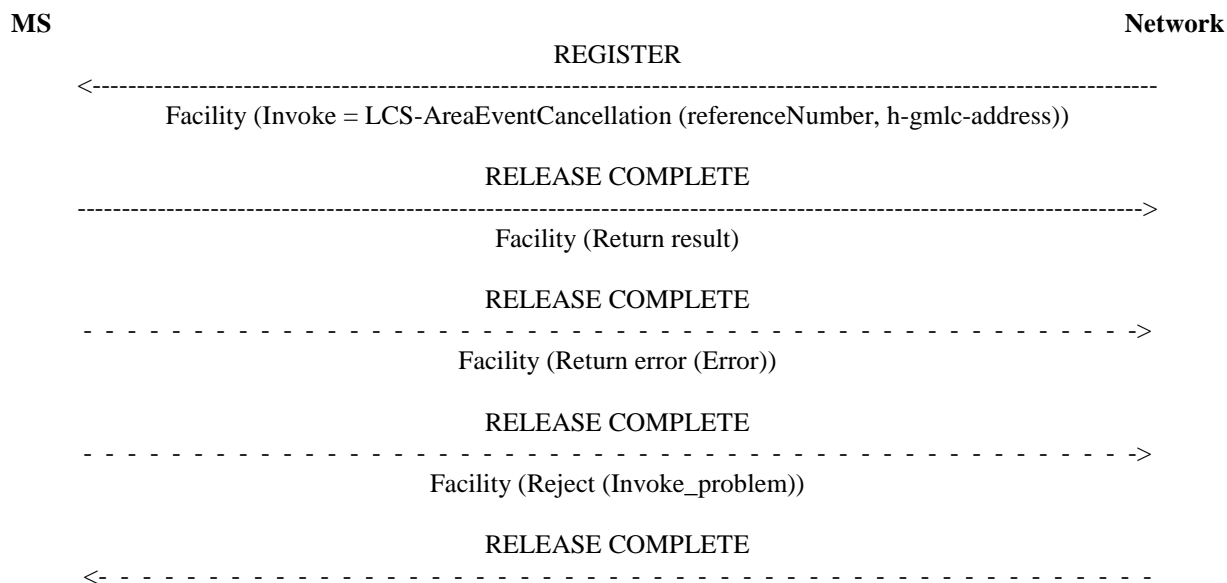 MS Network
REGISTER
<------------------------------------------------------------------------------------------------------------------------
Facility (Invoke = LCS-AreaEventCancellation (referenceNumber, h-gmlc-address))
RELEASE COMPLETE
------------------------------------------------------------------------------------------------------------------------>
Facility (Return result)
RELEASE COMPLETE
- - - - - - - - - - - - - - - - - - - - - - - - - - - - - - - - - - - - - - - - - - - - - - - ->
Facility (Return error (Error))
RELEASE COMPLETE
- - - - - - - - - - - - - - - - - - - - - - - - - - - - - - - - - - - - - - - - - - - - - - - ->
Facility (Reject (Invoke_problem))
RELEASE COMPLETE
<- - - - - - - - - - - - - - - - - - - - - - - - - - - - - - - - - - - - - - - - - - - - - - - -